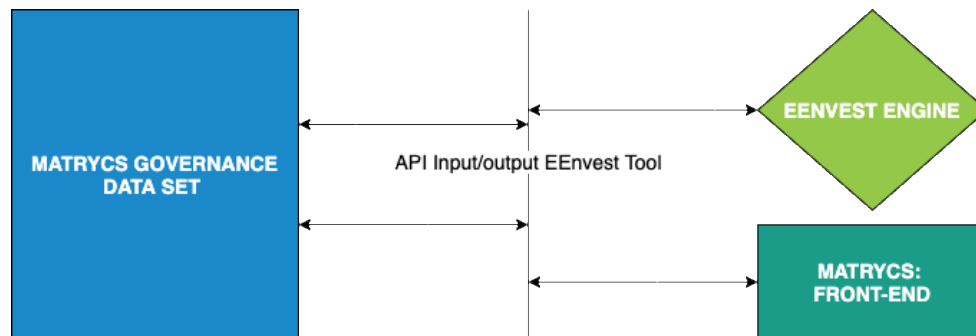 MATRYCS GOVERNANCE
DATA SET
API Input/output EEnvest Tool
EENVEST ENGINE
MATRYCS:
FRONT-END